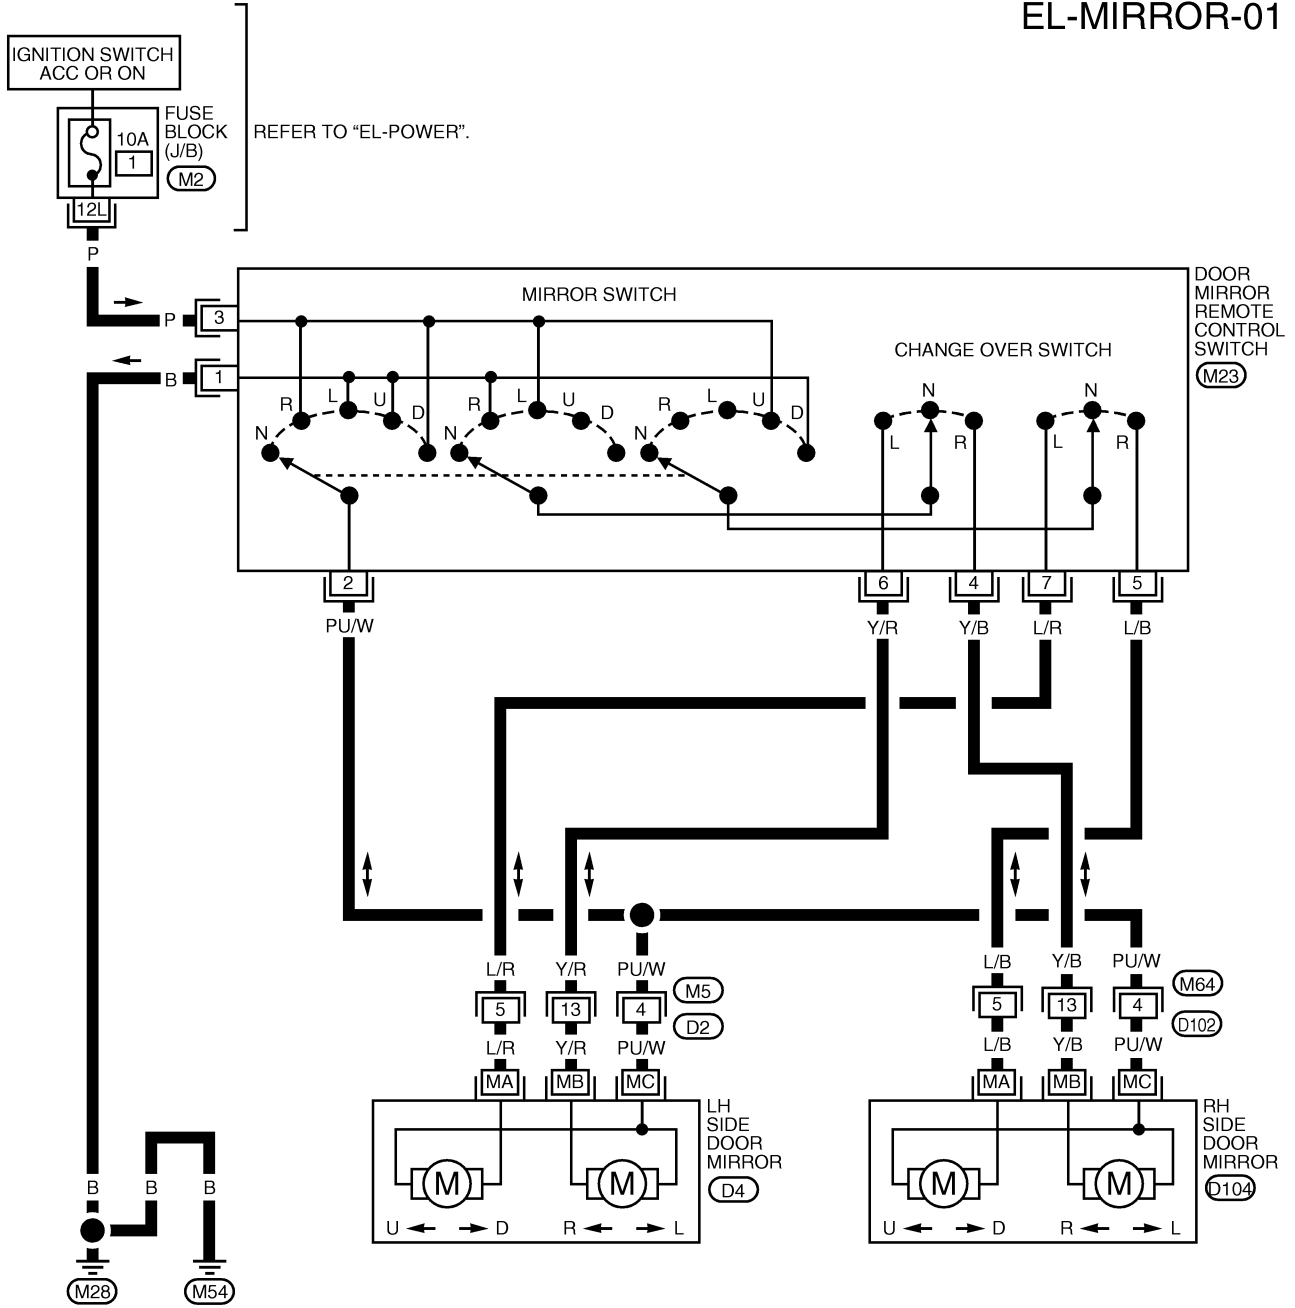 EL-MIRROR-01
IGNITION SWITCH
ACC OR ON
FUSE
BLOCK
(J/B)
M2
10A
1
REFER TO “EL-POWER”.
12L
P
P
3
B
1
MIRROR SWITCH
CHANGE OVER SWITCH
DOOR
MIRROR
REMOTE
CONTROL
SWITCH
M23
N R L U D
N R L U D
N R L U D
L N R
L N R
2
6
4
7
5
PU/W
Y/R
Y/B
L/R
L/B
L/R
Y/R
PU/W
M5
5
13
4
D2
L/R
Y/R
PU/W
MA
MB
MC
LH
SIDE
DOOR
MIRROR
D4
M
M
U
D
R
L
L/B
Y/B
PU/W
M64
5
13
4
D102
L/B
Y/B
PU/W
MA
MB
MC
RH
SIDE
DOOR
MIRROR
D104
M
M
U
D
R
L
B
B
B
M28
M54